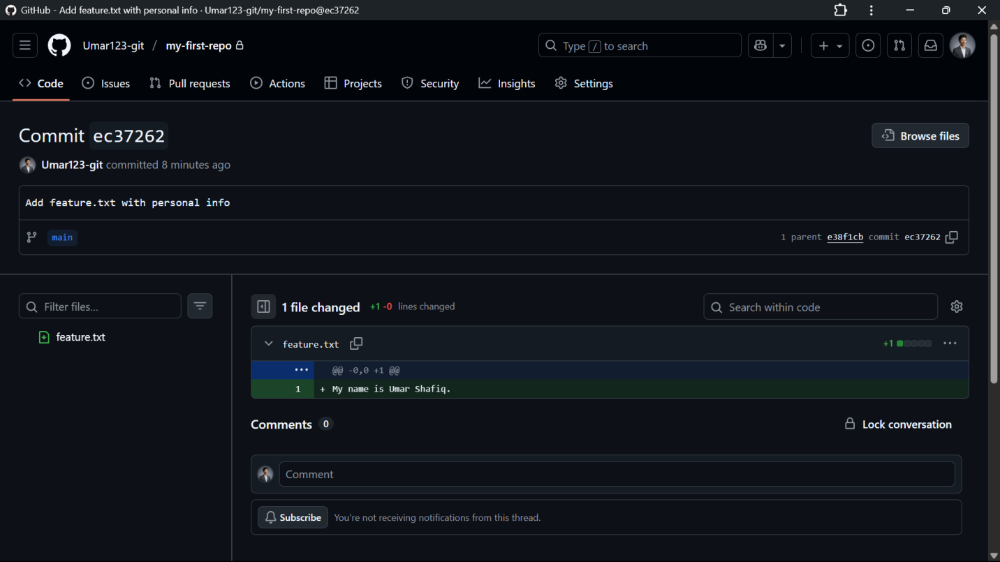 GitHub - Add feature.txt with personal info · Umar123-git/my-first-repo@ec37262
Umar123-git / my-first-repo
Type / to search
Code Issues Pull requests Actions Projects Security Insights Settings
Commit ec37262
Browse files
Umar123-git committed 8 minutes ago
Add feature.txt with personal info
main
1 parent e38f1cb commit ec37262
Filter files...
feature.txt
1 file changed +1 -0 lines changed
Search within code
feature.txt
+1
@@ -0,0 +1 @@
1 + My name is Umar Shafiq.
Comments 0
Lock conversation
Comment
Subscribe You're not receiving notifications from this thread.